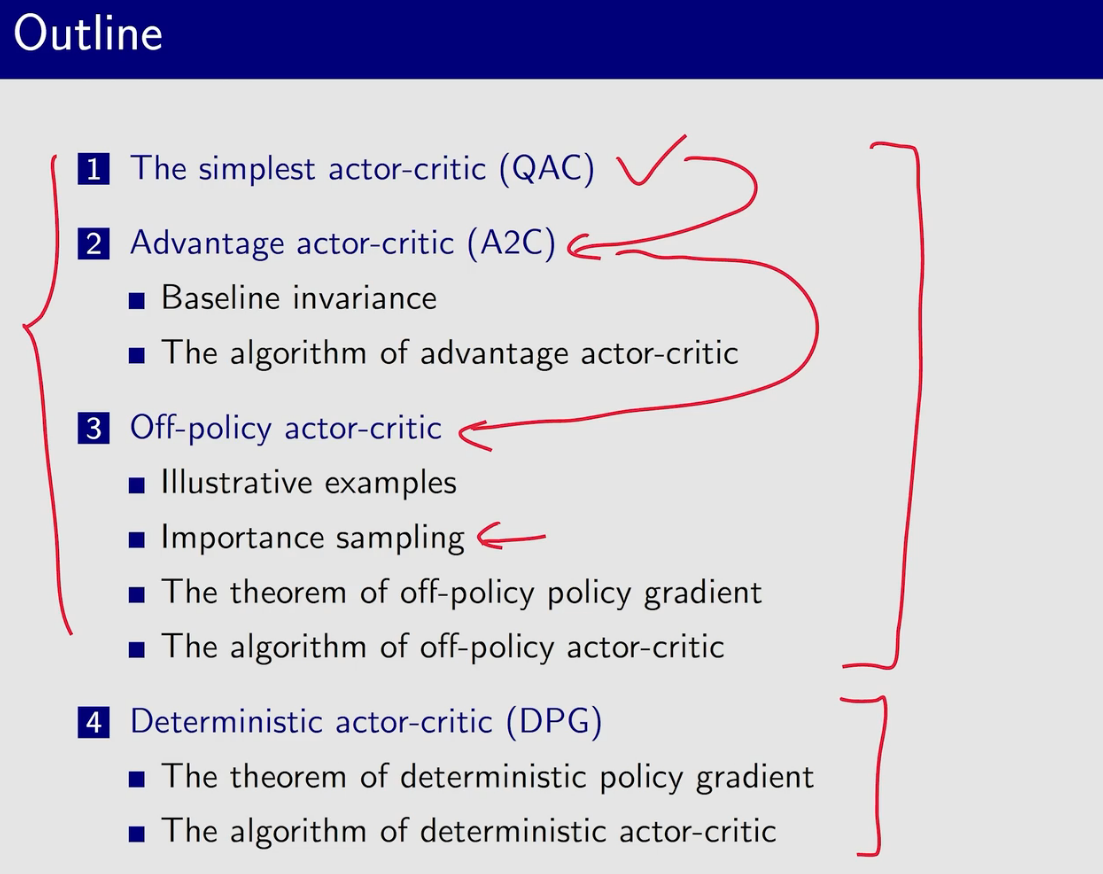 Outline
1 The simplest actor-critic (QAC)
2 Advantage actor-critic (A2C)
Baseline invariance
The algorithm of advantage actor-critic
3 Off-policy actor-critic
Illustrative examples
Importance sampling
The theorem of off-policy policy gradient
The algorithm of off-policy actor-critic
4 Deterministic actor-critic (DPG)
The theorem of deterministic policy gradient
The algorithm of deterministic actor-critic